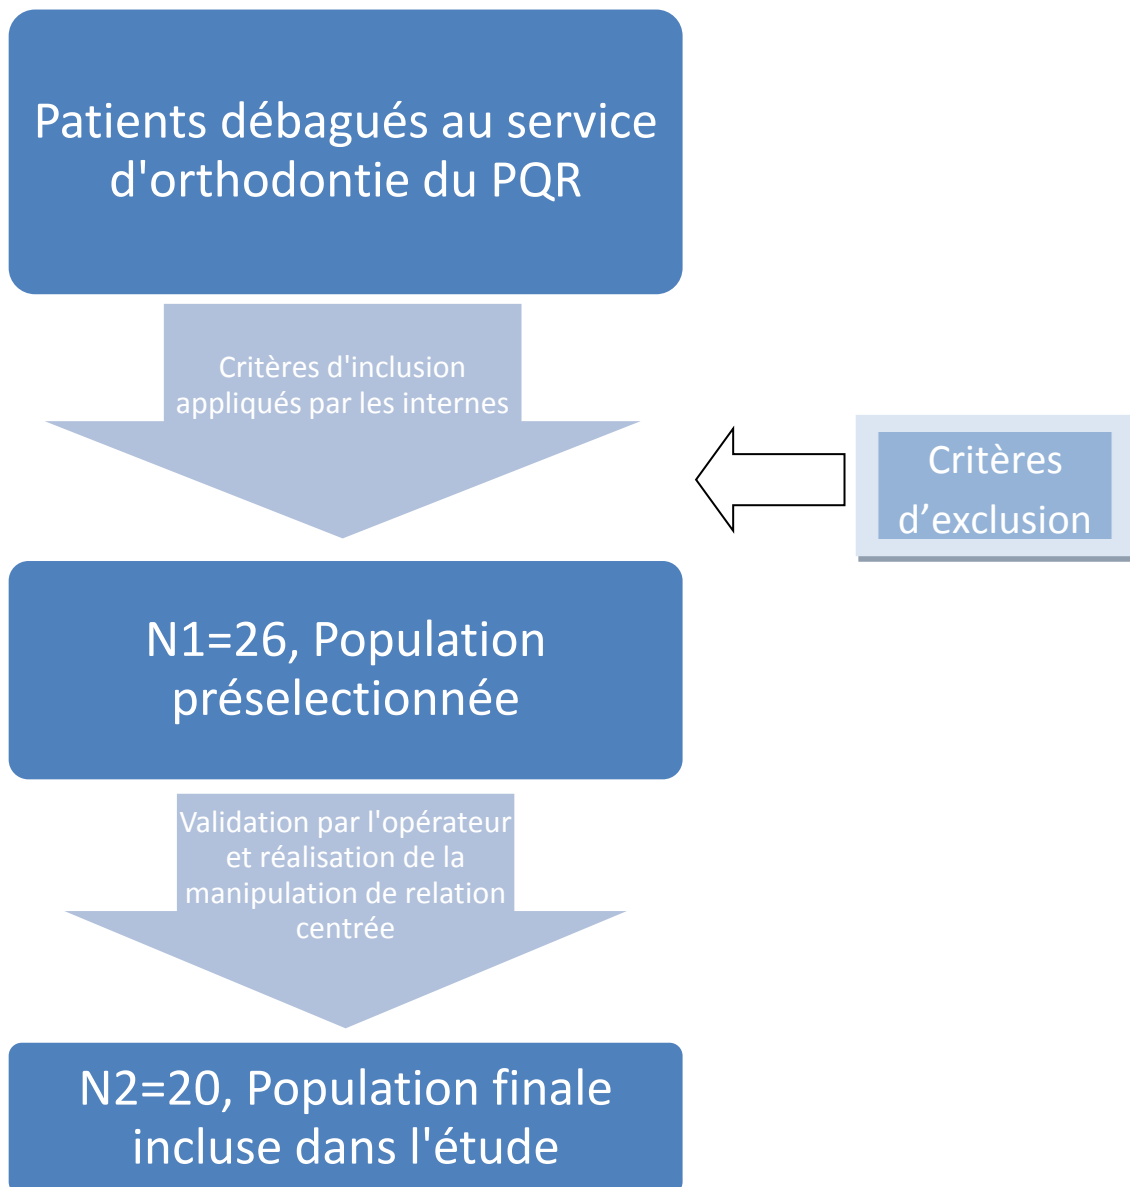 Patients débagués au service
d'orthodontie du PQR
Critères d'inclusion
appliqués par les internes
Critères
d’exclusion
N1=26, Population
préselectionnée
Validation par l'opérateur
et réalisation de la
manipulation de relation
centrée
N2=20, Population finale
incluse dans l'étude